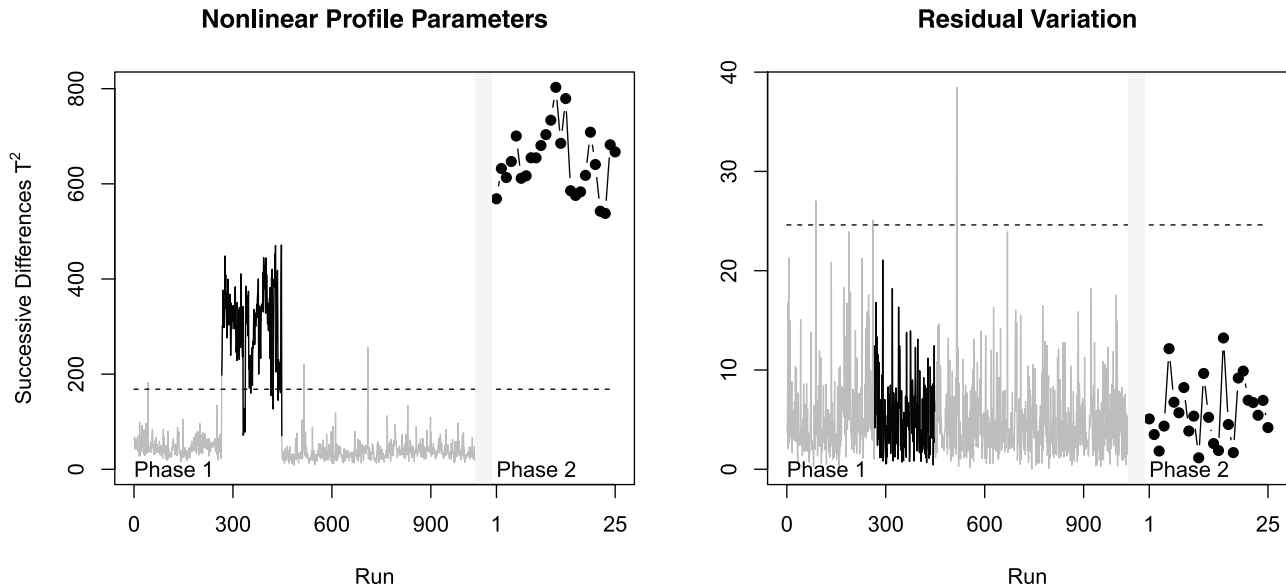 Nonlinear Profile Parameters
Successive Differences T²
800
600
400
200
0
Phase 1
Phase 2
0 300 600 900 1 25
Run
Residual Variation
40
30
20
10
0
Phase 1
Phase 2
0 300 600 900 1 25
Run